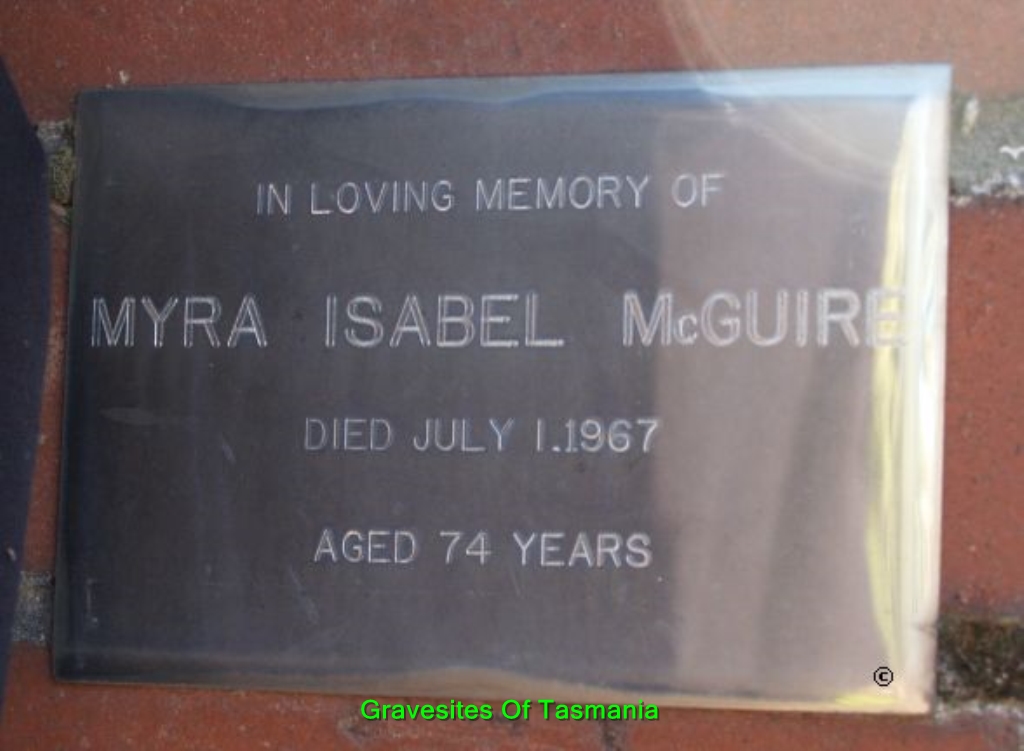 IN LOVING MEMORY OF
MYRA ISABEL McGUIRE
DIED JULY 1.1967
AGED 74 YEARS
©
Gravesites Of Tasmania